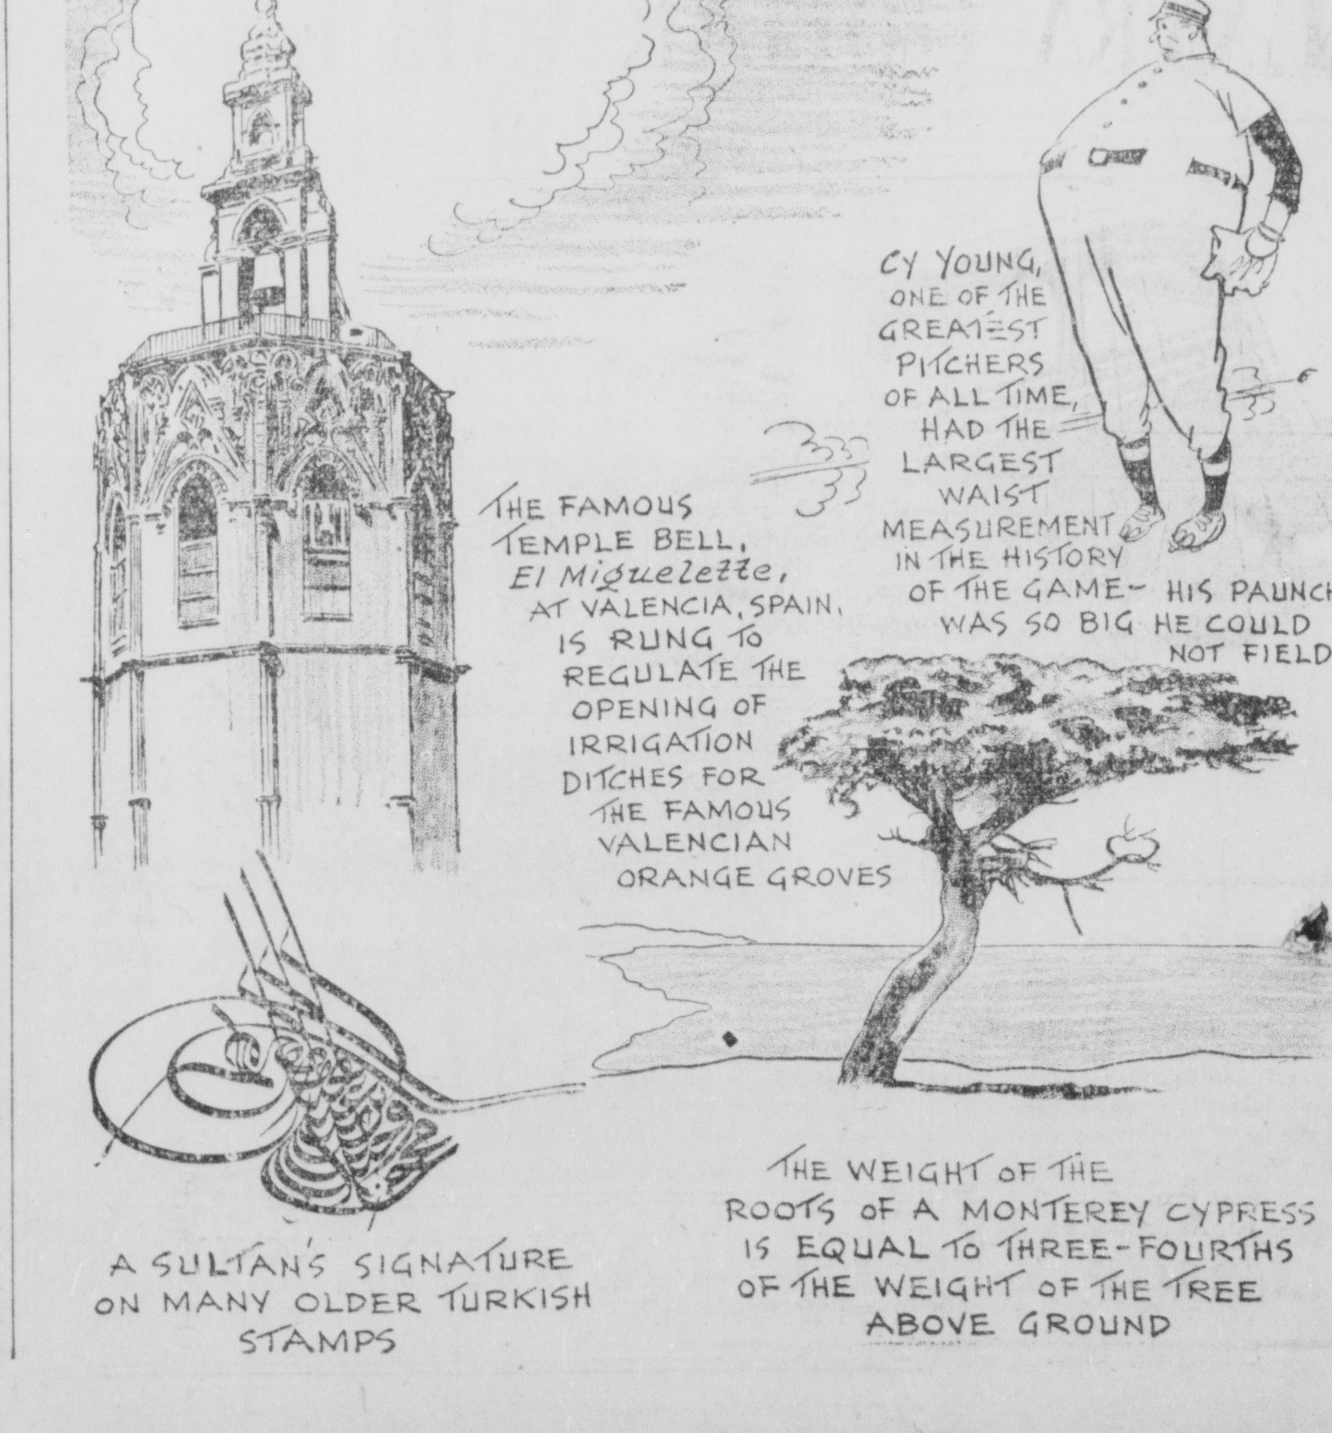 CY YOUNG,
ONE OF THE
GREATEST
PITCHERS
OF ALL TIME,
HAD THE
LARGEST
WAIST
MEASUREMENT
IN THE HISTORY
OF THE GAME- HIS PAUNCH
WAS SO BIG HE COULD
NOT FIELD
THE FAMOUS
TEMPLE BELL,
El Miguelette,
AT VALENCIA, SPAIN,
IS RUNG TO
REGULATE THE
OPENING OF
IRRIGATION
DITCHES FOR
THE FAMOUS
VALENCIAN
ORANGE GROVES
A SULTAN'S SIGNATURE
ON MANY OLDER TURKISH
STAMPS
THE WEIGHT OF THE
ROOTS OF A MONTEREY CYPRESS
IS EQUAL TO THREE-FOURTHS
OF THE WEIGHT OF THE TREE
ABOVE GROUND